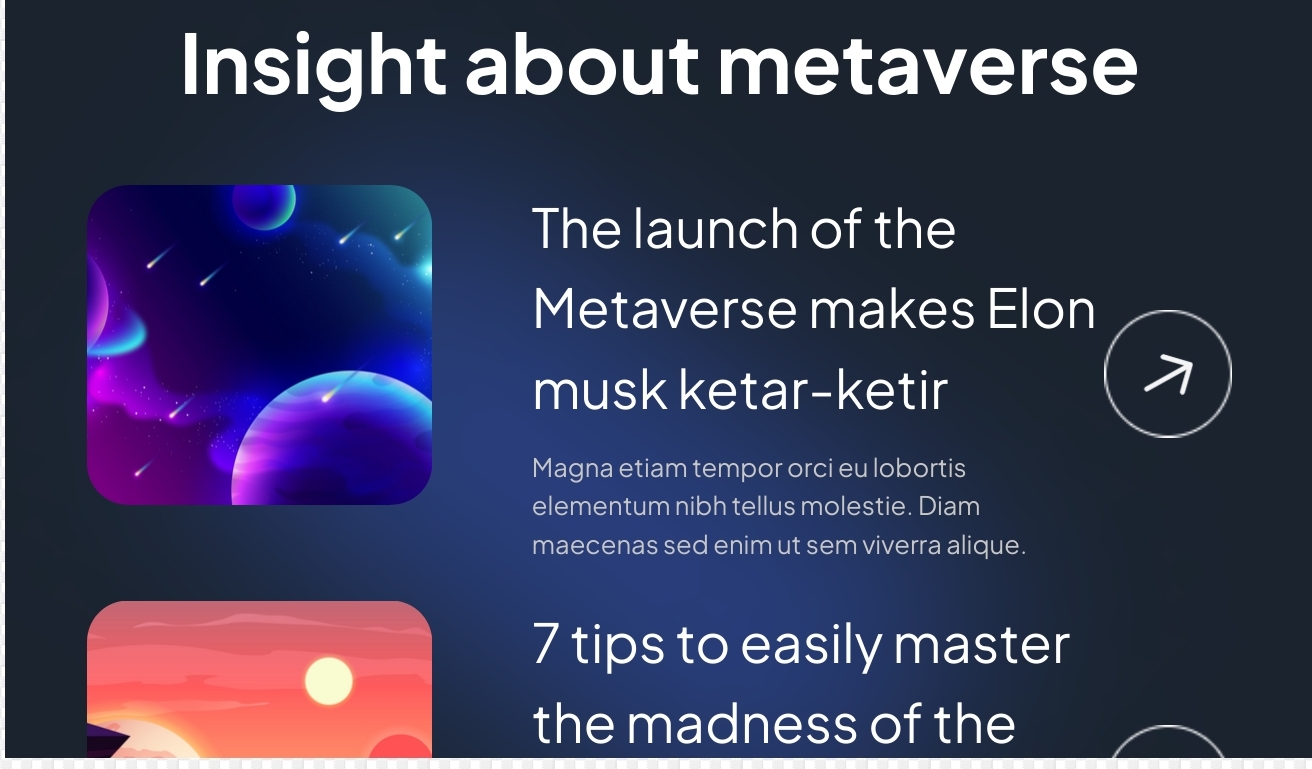 Insight about metaverse
The launch of the
Metaverse makes Elon
musk ketar-ketir
Magna etiam tempor orci eu lobortis
elementum nibh tellus molestie. Diam
maecenas sed enim ut sem viverra alique.
7 tips to easily master
the madness of the